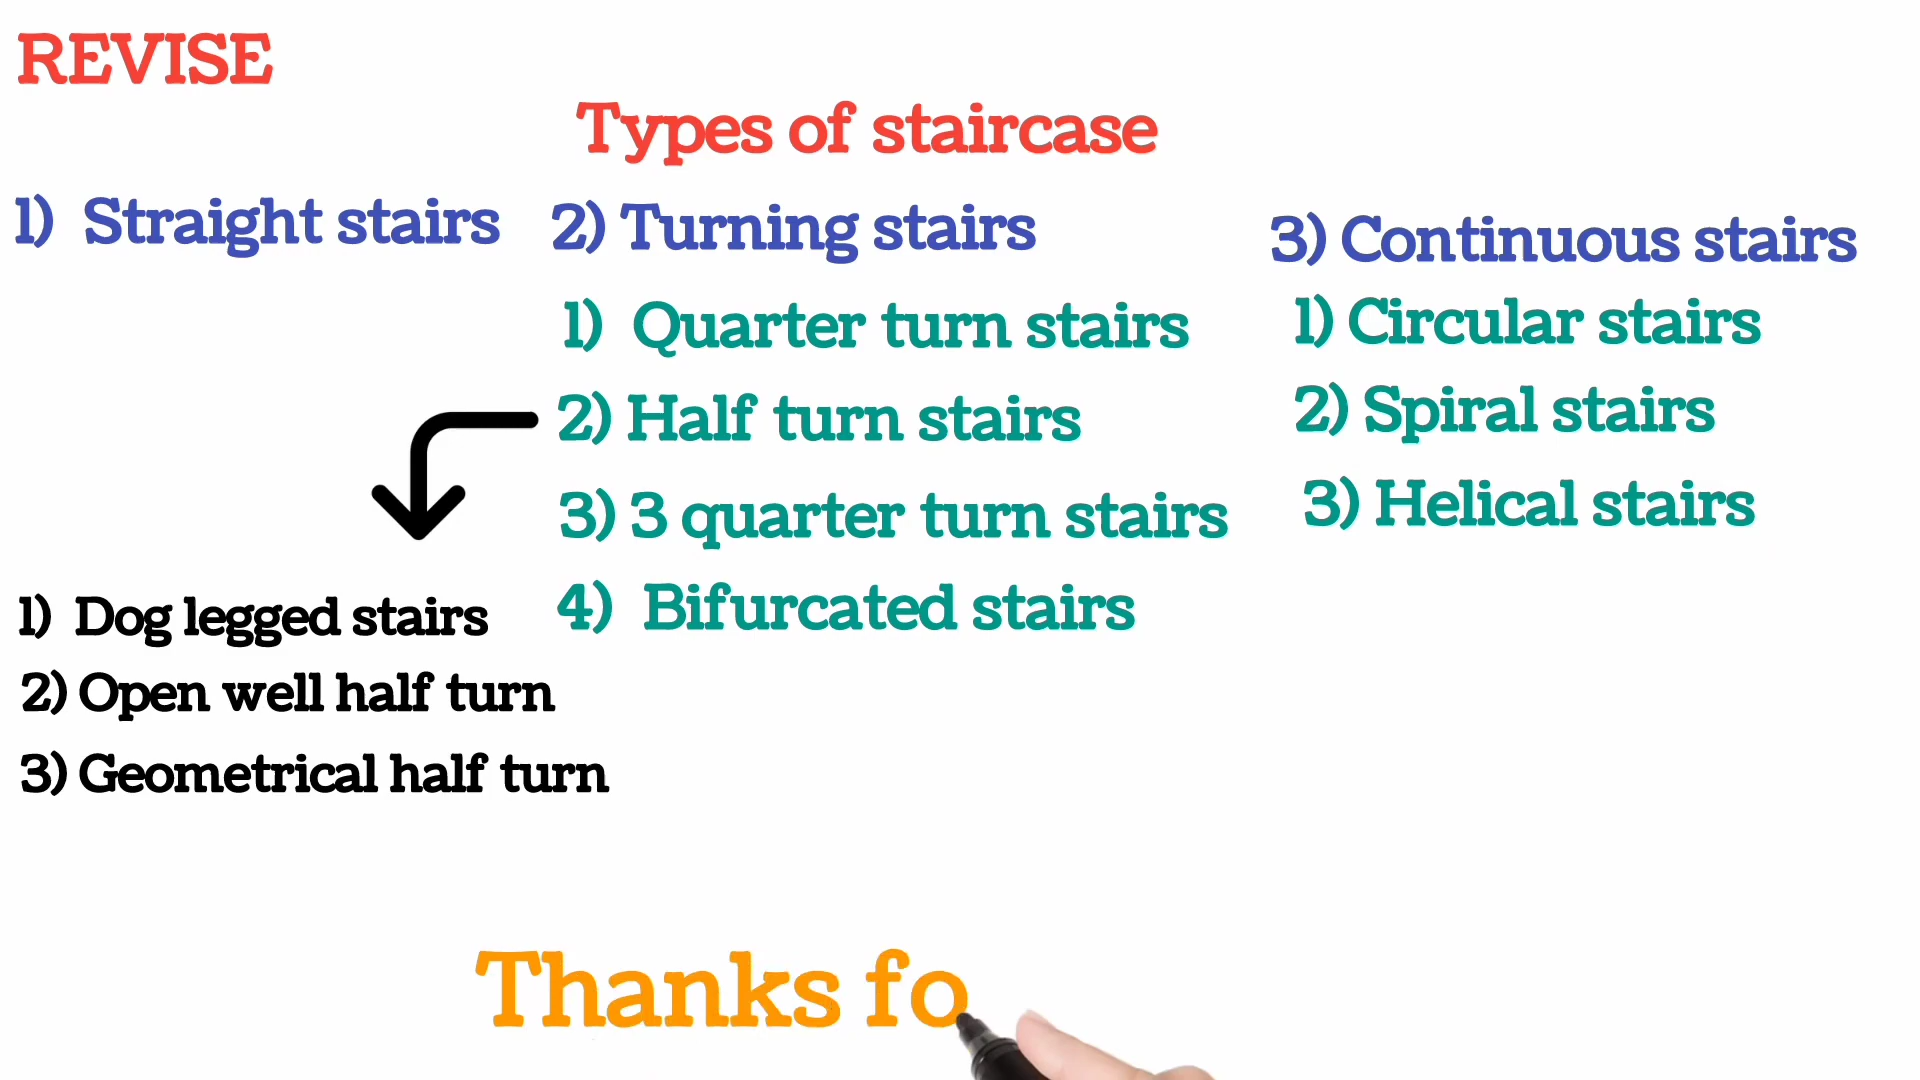 REVISE
Types of staircase
1) Straight stairs
2) Turning stairs
1) Quarter turn stairs
2) Half turn stairs
3) 3 quarter turn stairs
4) Bifurcated stairs
3) Continuous stairs
1) Circular stairs
2) Spiral stairs
3) Helical stairs
1) Dog legged stairs
2) Open well half turn
3) Geometrical half turn
Thanks fo